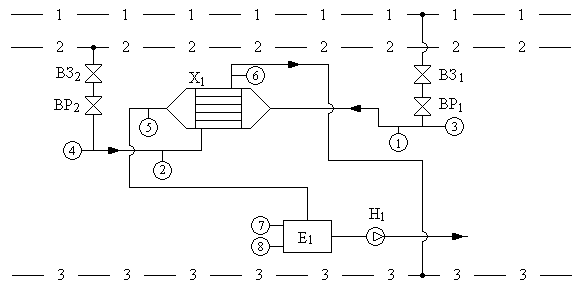 1 1 1 1 1 1 1 1
2 2 2 2 2 2 2 2
ВЗ₂ Х₁ 6 ВЗ₁
ВР₂ ВР₁
5 3
4 2 1
7 Н₁
8 Е₁
3 3 3 3 3 3 3 3